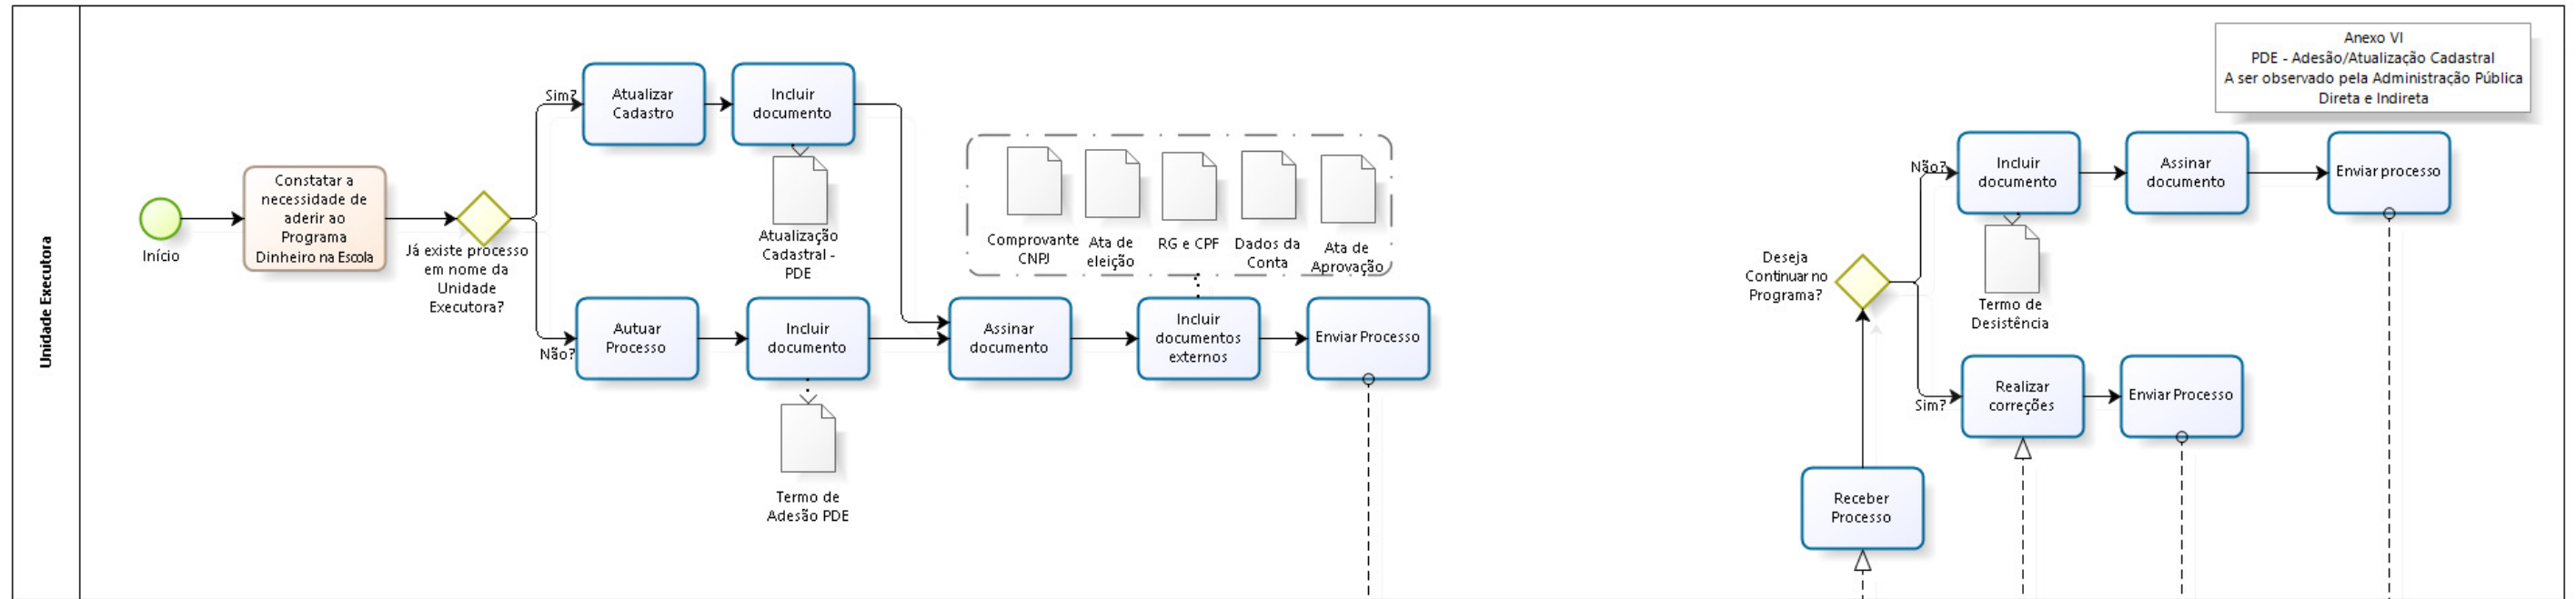 Unidade Executora
Início
Constatar a
necessidade de
aderir ao
Programa
Dinheiro na Escola
Já existe processo
em nome da
Unidade
Executora?
Sim?
Atualizar
Cadastro
Incluir
documento
Atualização
Cadastral -
PDE
Não?
Autuar
Processo
Incluir
documento
Termo de
Adesão PDE
Assinar
documento
Comprovante
CNPJ
Ata de
eleição
RG e CPF
Dados da
Conta
Ata de
Aprovação
Incluir
documentos
externos
Enviar Processo
Receber
Processo
Deseja
Continuar no
Programa?
Não?
Incluir
documento
Termo de
Desistência
Assinar
documento
Enviar processo
Sim?
Realizar
correções
Enviar Processo
Anexo VI
PDE - Adesão/Atualização Cadastral
A ser observado pela Administração Pública
Direta e Indireta